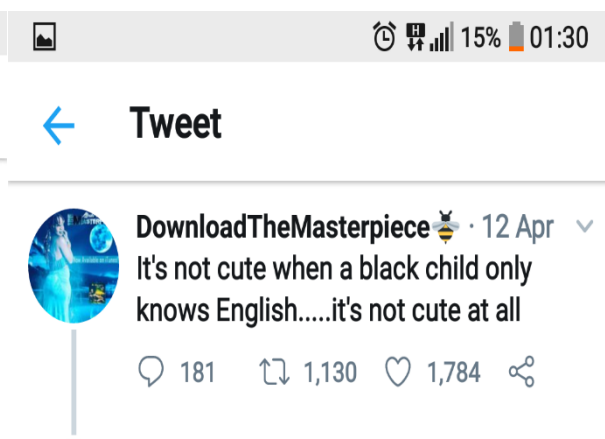 15% 01:30
Tweet
DownloadTheMasterpiece🐝 · 12 Apr
It's not cute when a black child only
knows English.....it's not cute at all
181 1,130 1,784